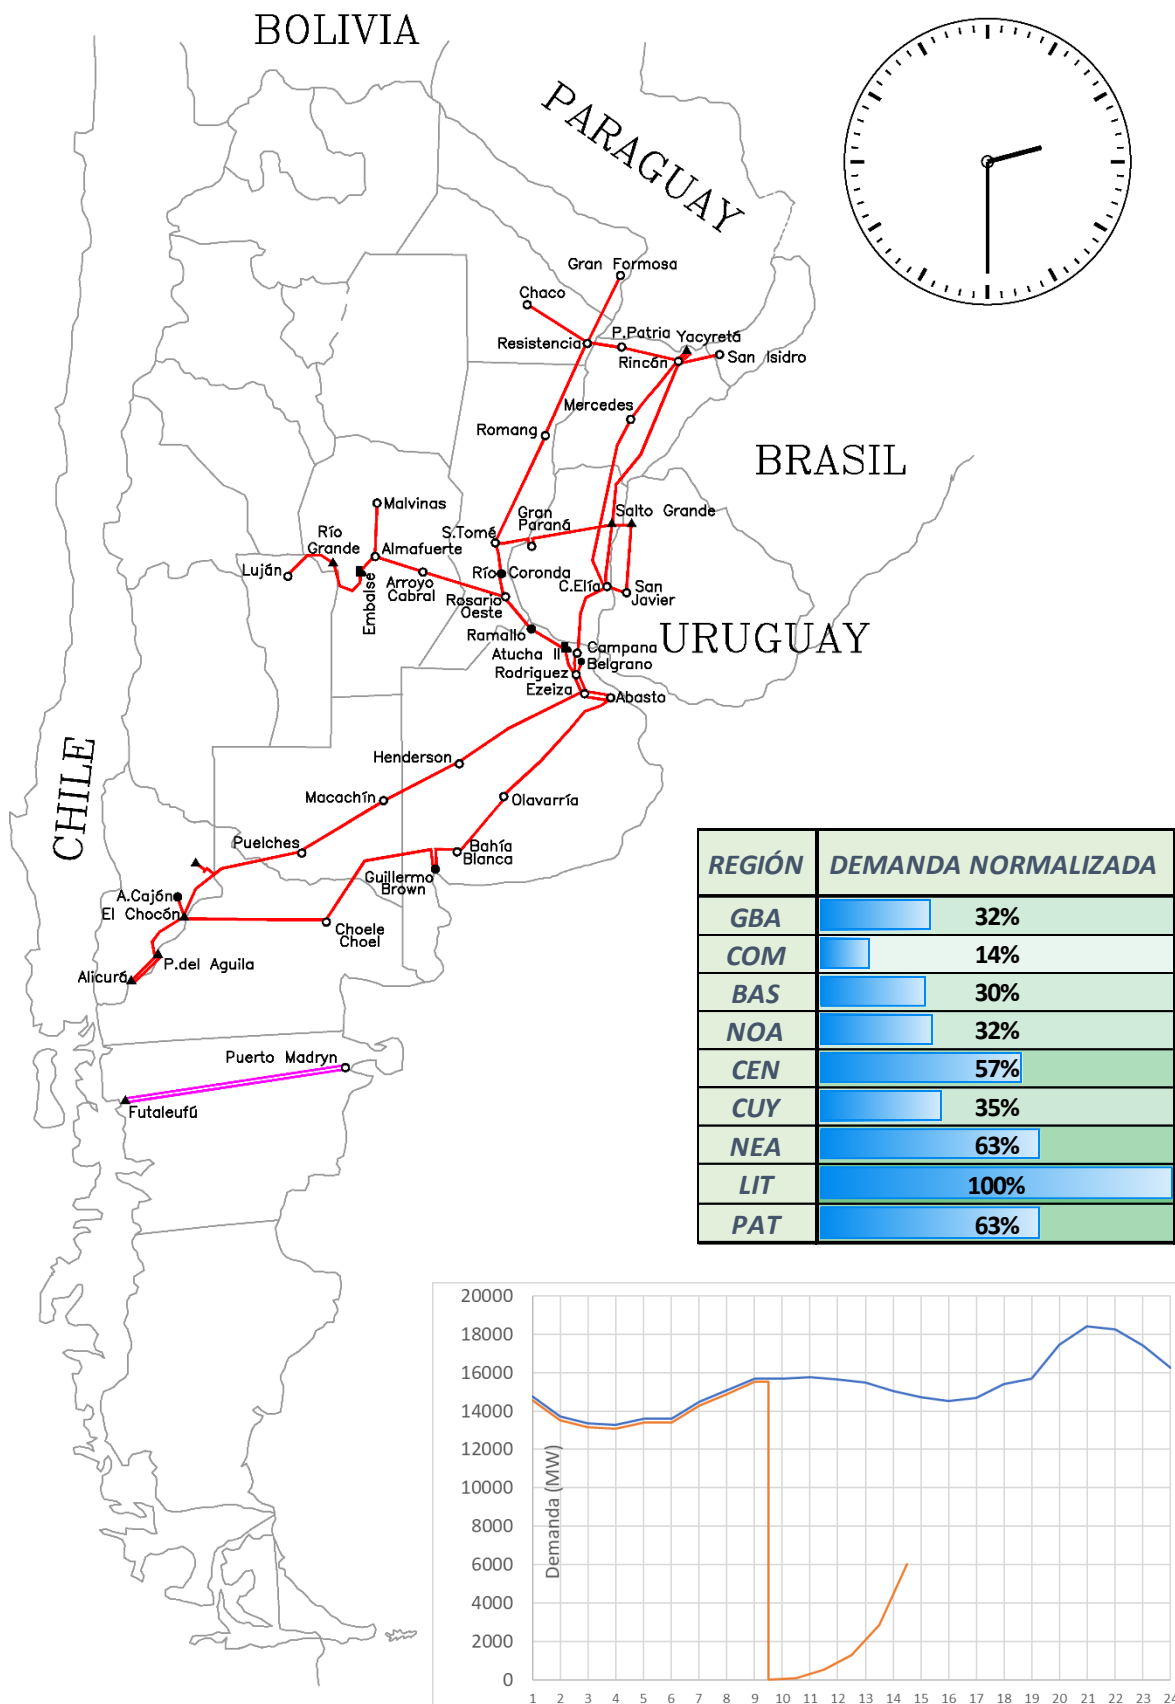 BOLIVIA
PARAGUAY
Gran Formosa
Chaco
Resistencia
P.Patria
Yacyretá
Rincón
San Isidro
Mercedes
Romang
BRASIL
Malvinas
Gran
Paraná
Salto Grande
S.Tomé
Río
Grande
Almafuerte
Luján
Embalse
Arroyo
Cabral
Río Coronda
C.Elía
San
Javier
Rosario
Oeste
Ramallo
URUGUAY
Atucha II
Campana
Belgrano
Rodriguez
Ezeiza
Abasto
CHILE
Henderson
Macachín
Olavarría
Puelches
Bahía
Blanca
Guillermo
Brown
A.Cajón
El Chocón
Choele
Choel
P.del Aguila
Alicurá
Puerto Madryn
Futaleufú
REGIÓN DEMANDA NORMALIZADA
GBA 32%
COM 14%
BAS 30%
NOA 32%
CEN 57%
CUY 35%
NEA 63%
LIT 100%
PAT 63%
20000
18000
16000
14000
12000
10000
8000
6000
4000
2000
0
Demanda (MW)
1 2 3 4 5 6 7 8 9 10 11 12 13 14 15 16 17 18 19 20 21 22 23 24